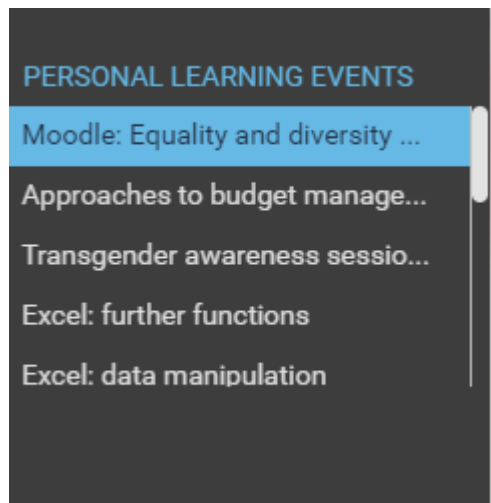 PERSONAL LEARNING EVENTS
Moodle: Equality and diversity ...
Approaches to budget manage...
Transgender awareness sessio...
Excel: further functions
Excel: data manipulation